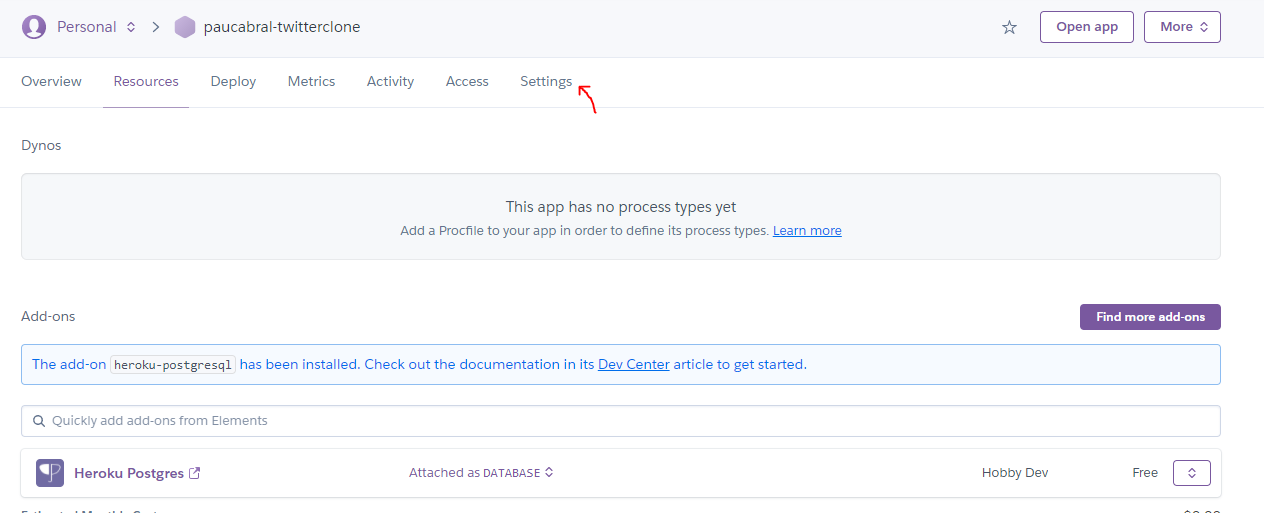 Personal paucabral-twitterclone Open app More
Overview Resources Deploy Metrics Activity Access Settings
Dynos
This app has no process types yet
Add a Procfile to your app in order to define its process types. Learn more
Add-ons Find more add-ons
The add-on heroku-postgresql has been installed. Check out the documentation in its Dev Center article to get started.
Quickly add add-ons from Elements
Heroku Postgres Attached as DATABASE Hobby Dev Free